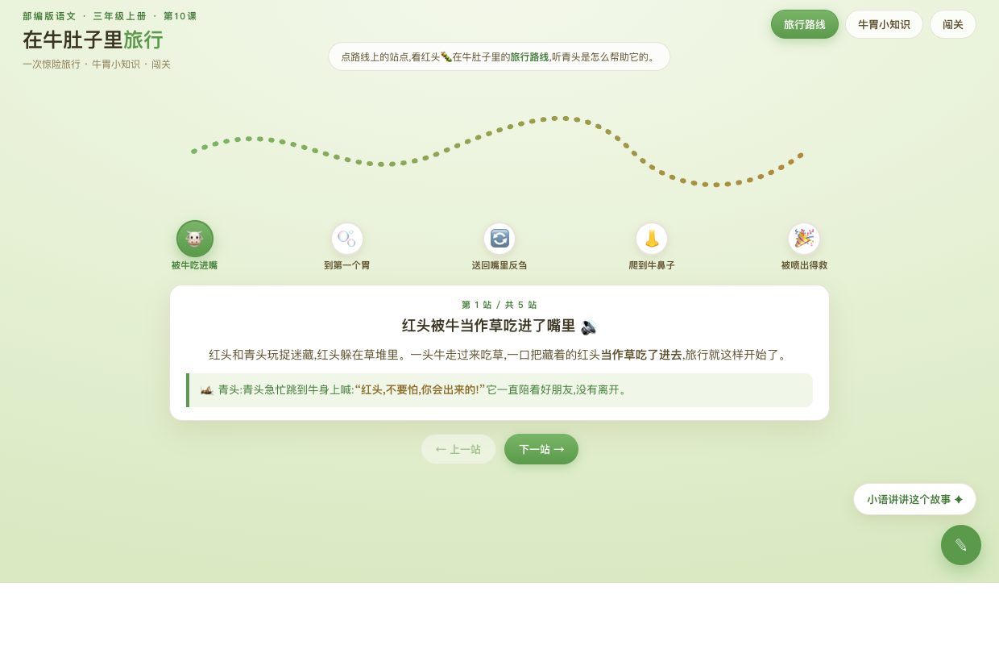 部编版语文 · 三年级上册 · 第10课
在牛肚子里旅行
一次惊险旅行 · 牛胃小知识 · 闯关
旅行路线
牛胃小知识
闯关
点路线上的站点,看红头🐛在牛肚子里的旅行路线,听青头是怎么帮助它的。
被牛吃进嘴
到第一个胃
送回嘴里反刍
爬到牛鼻子
被喷出得救
第 1 站 / 共 5 站
红头被牛当作草吃进了嘴里 🔊
红头和青头玩捉迷藏,红头躲在草堆里。一头牛走过来吃草,一口把藏着的红头当作草吃了进去,旅行就这样开始了。
🦗 青头:青头急忙跳到牛身上喊:“红头,不要怕,你会出来的!”它一直陪着好朋友,没有离开。
← 上一站
下一站 →
小语讲讲这个故事 ✦